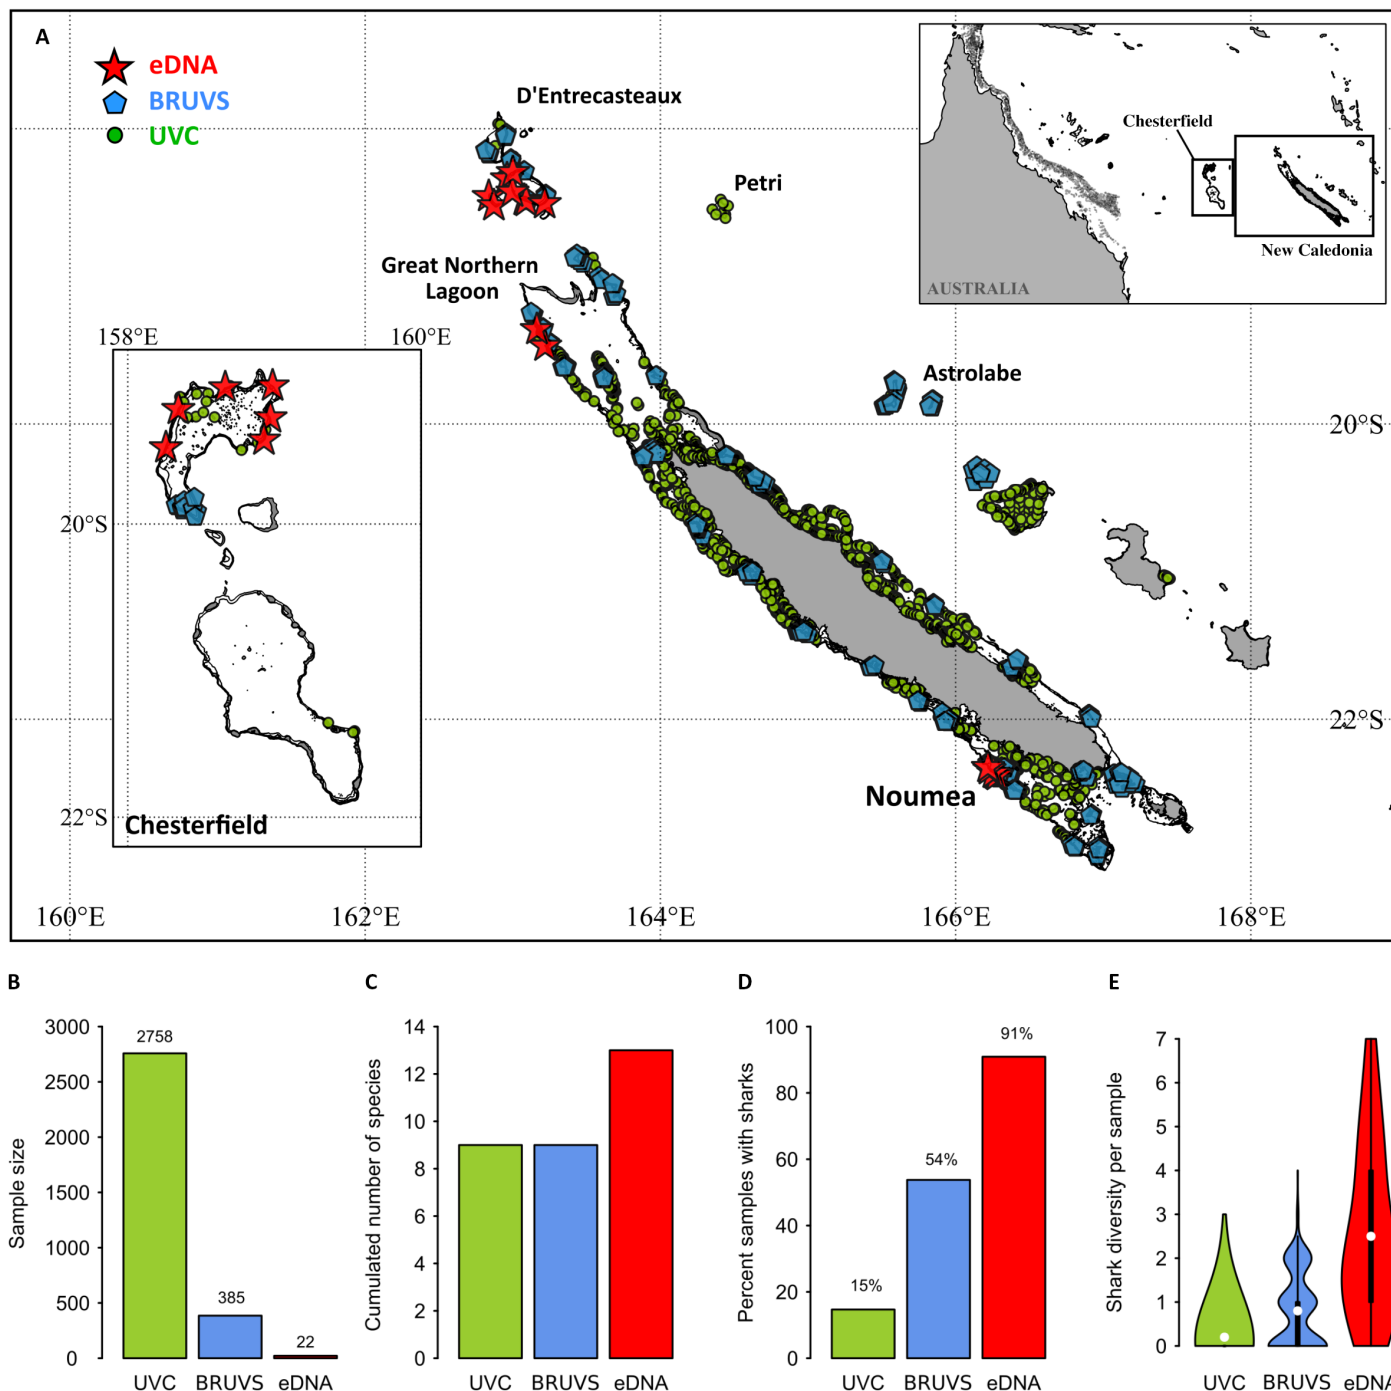 A
eDNA
BRUVS
UVC
D'Entrecasteaux
Petri
Great Northern
Lagoon
Astrolabe
Noumea
Chesterfield
158°E
160°E
20°S
22°S
Chesterfield
New Caledonia
AUSTRALIA
20°S
22°S
160°E
162°E
164°E
166°E
168°E
B
Sample size
3000
2500
2000
1500
1000
500
0
2758
385
22
UVC
BRUVS
eDNA
C
Cumulated number of species
14
12
10
8
6
4
2
0
UVC
BRUVS
eDNA
D
Percent samples with sharks
100
80
60
40
20
0
15%
54%
91%
UVC
BRUVS
eDNA
E
Shark diversity per sample
7
6
5
4
3
2
1
0
UVC
BRUVS
eDNA